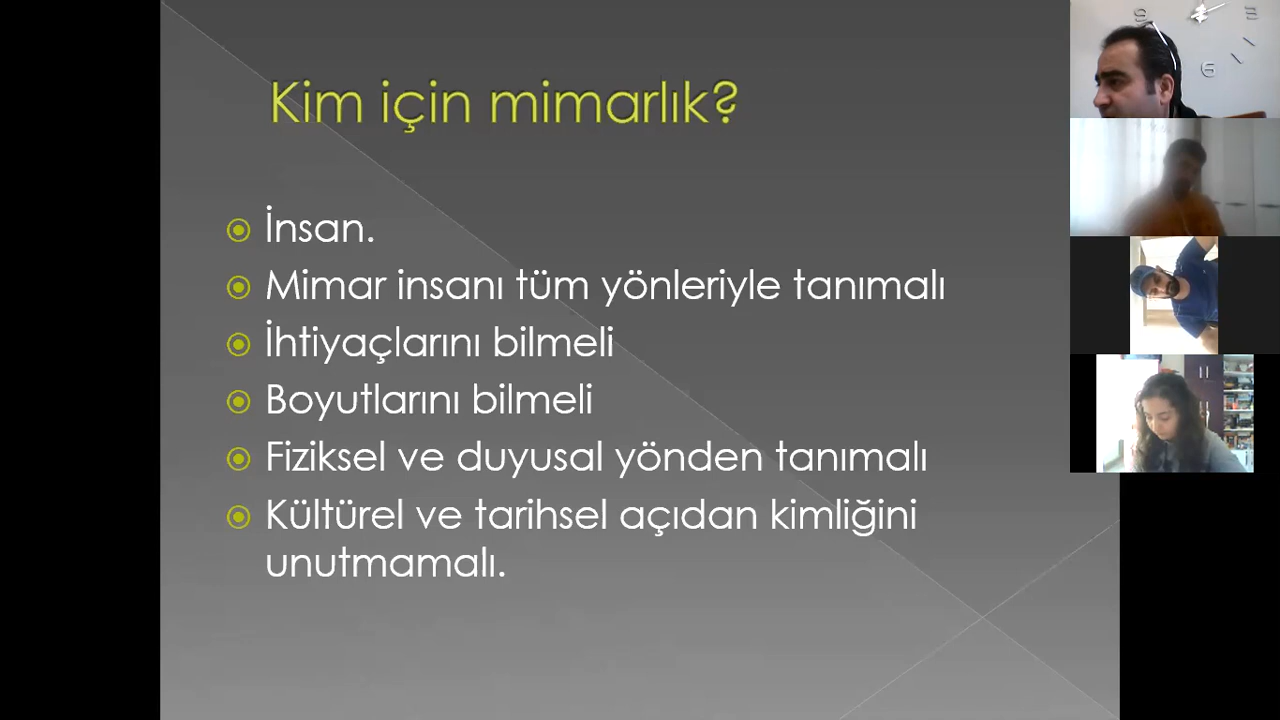 Kim için mimarlık?
İnsan.
Mimar insanı tüm yönleriyle tanımalı
İhtiyaçlarını bilmeli
Boyutlarını bilmeli
Fiziksel ve duyusal yönden tanımalı
Kültürel ve tarihsel açıdan kimliğini
unutmamalı.